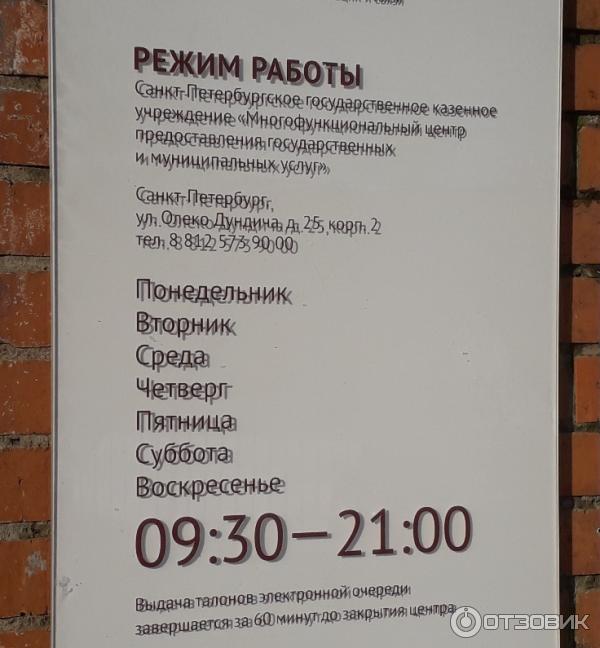 РЕЖИМ РАБОТЫ
Санкт-Петербургское государственное казенное
учреждение «Многофункциональный центр
предоставления государственных
и муниципальных услуг»
Санкт-Петербург,
ул. Олеко Дундича, д. 25, корп. 2
тел. 8 812 573 90 00
Понедельник
Вторник
Среда
Четверг
Пятница
Суббота
Воскресенье
09:30—21:00
Выдача талонов электронной очереди
завершается за 60 минут до закрытия центра
ОТЗОВИК